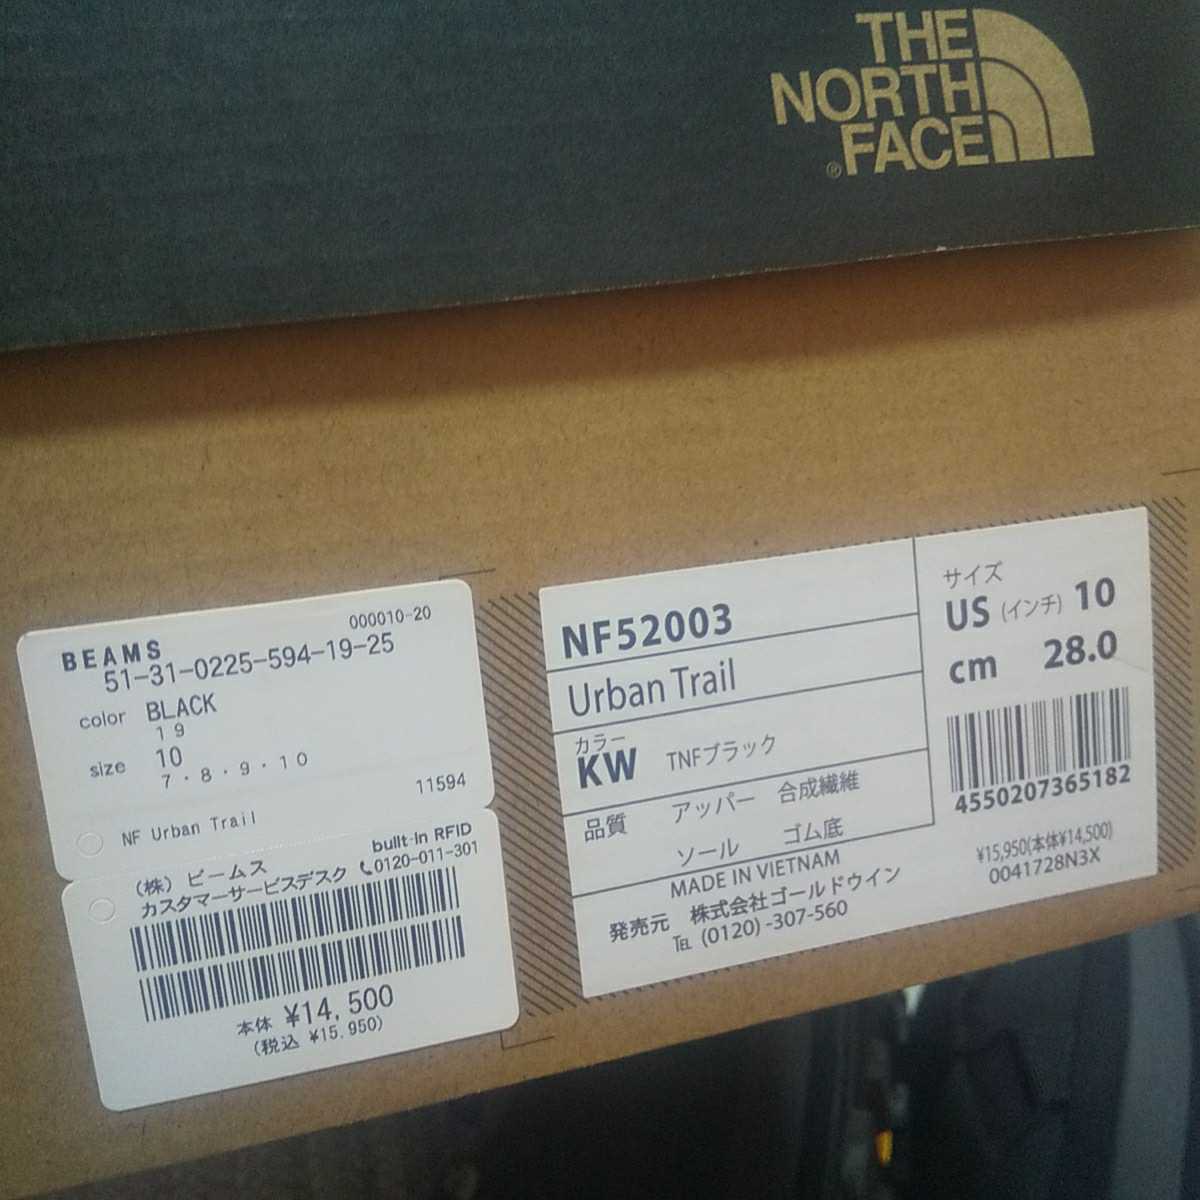 THE
NORTH
FACE
®
000010-20
BEAMS
51-31-0225-594-19-25
color BLACK
19
size 10
7・8・9・10
11594
NF Urban Trail
built-in RFID
(株) ビームス
カスタマーサービスデスク 0120-011-301
本体 ¥14,500
(税込 ¥15,950)
NF52003
Urban Trail
カラー
KW TNFブラック
品質 アッパー 合成繊維
ソール ゴム底
MADE IN VIETNAM
発売元 株式会社ゴールドウイン
TEL (0120) -307-560
サイズ
US (インチ) 10
cm 28.0
4550207365182
¥15,950(本体¥14,500)
0041728N3X